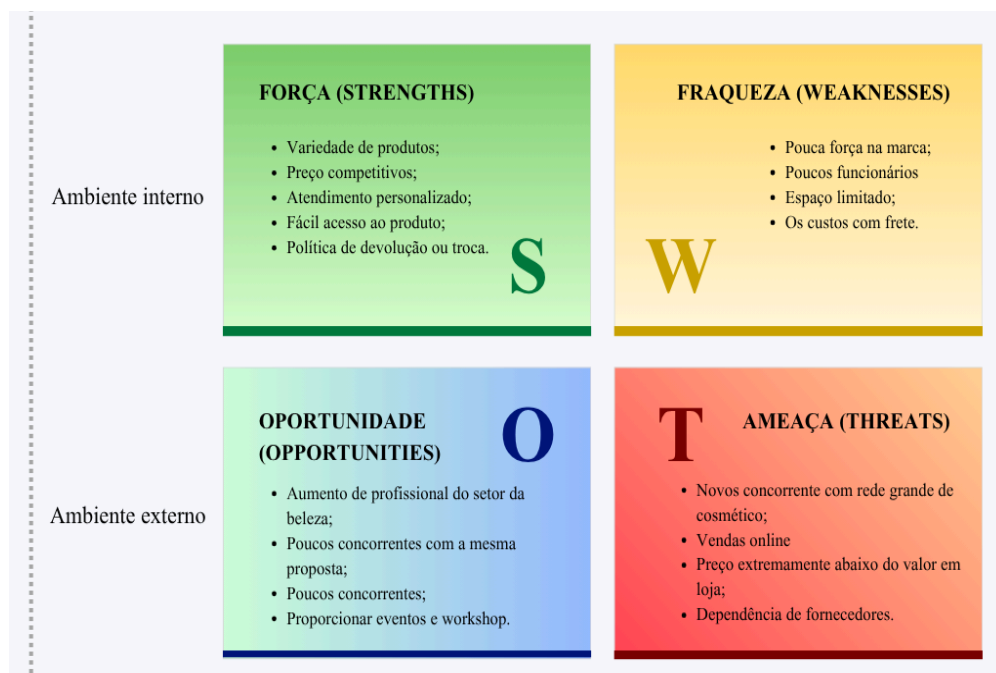 FORÇA (STRENGTHS)
• Variedade de produtos;
• Preço competitivos;
• Atendimento personalizado;
• Fácil acesso ao produto;
• Política de devolução ou troca.
S
FRAQUEZA (WEAKNESSES)
• Pouca força na marca;
• Poucos funcionários
• Espaço limitado;
• Os custos com frete.
W
Ambiente interno
OPORTUNIDADE
(OPPORTUNITIES)
O
• Aumento de profissional do setor da
beleza;
• Poucos concorrentes com a mesma
proposta;
• Poucos concorrentes;
• Proporcionar eventos e workshop.
T
AMEAÇA (THREATS)
• Novos concorrente com rede grande de
cosmético;
• Vendas online
• Preço extremamente abaixo do valor em
loja;
• Dependência de fornecedores.
Ambiente externo